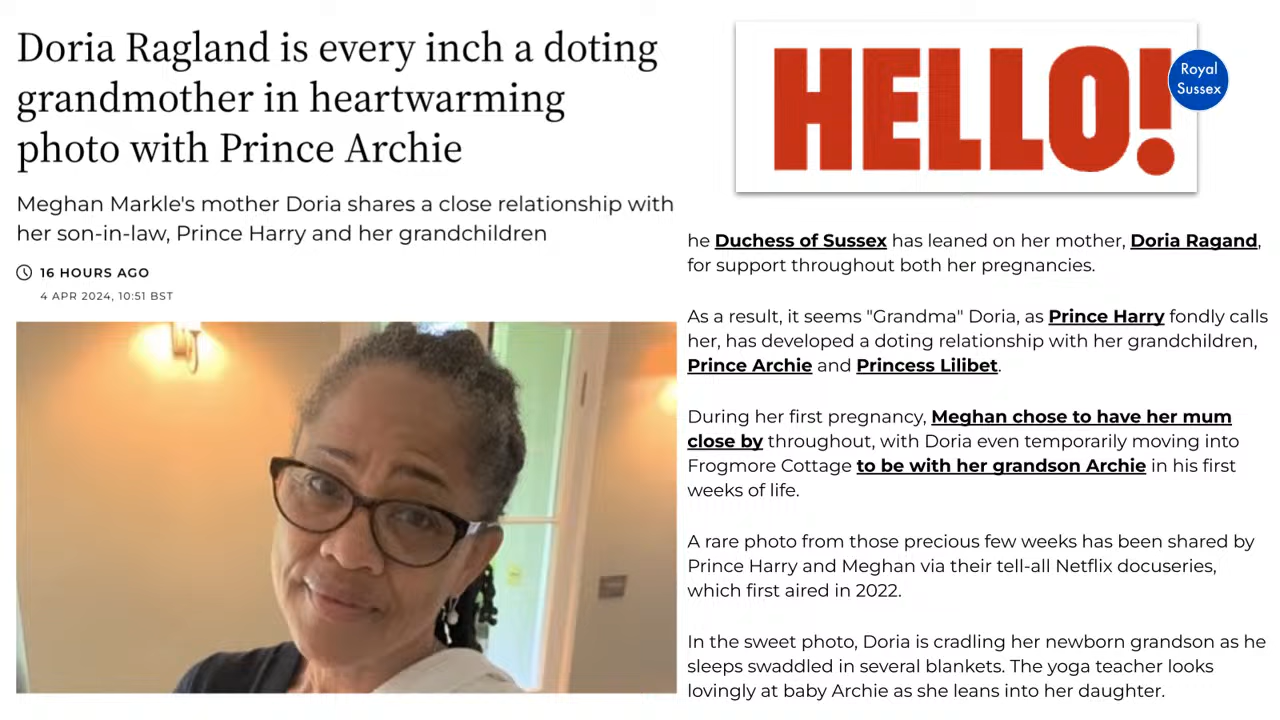 Doria Ragland is every inch a doting
grandmother in heartwarming
photo with Prince Archie
Meghan Markle's mother Doria shares a close relationship with
her son-in-law, Prince Harry and her grandchildren
16 HOURS AGO
4 APR 2024, 10:51 BST
HELLO!
Royal
Sussex
he Duchess of Sussex has leaned on her mother, Doria Ragand,
for support throughout both her pregnancies.
As a result, it seems "Grandma" Doria, as Prince Harry fondly calls
her, has developed a doting relationship with her grandchildren,
Prince Archie and Princess Lilibet.
During her first pregnancy, Meghan chose to have her mum
close by throughout, with Doria even temporarily moving into
Frogmore Cottage to be with her grandson Archie in his first
weeks of life.
A rare photo from those precious few weeks has been shared by
Prince Harry and Meghan via their tell-all Netflix docuseries,
which first aired in 2022.
In the sweet photo, Doria is cradling her newborn grandson as he
sleeps swaddled in several blankets. The yoga teacher looks
lovingly at baby Archie as she leans into her daughter.